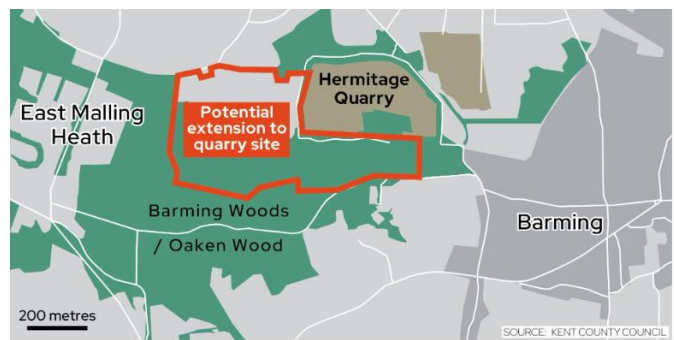 Hermitage
Quarry
East Malling
Heath
Potential
extension to
quarry site
Barming Woods
/ Oaken Wood
Barming
200 metres
SOURCE: KENT COUNTY COUNCIL